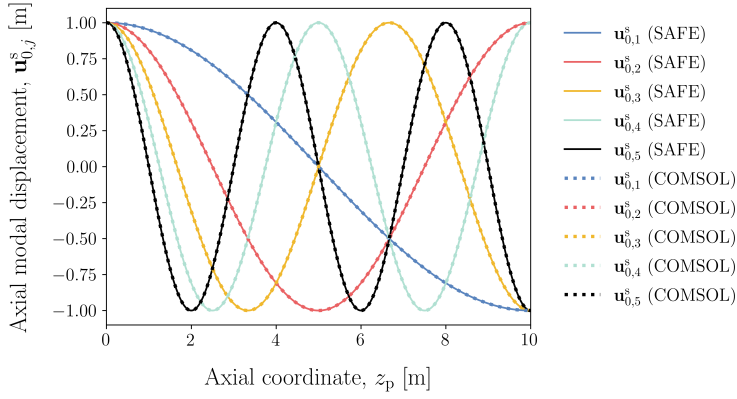 Axial modal displacement, u^s_{0,j} [m]
1.00
0.75
0.50
0.25
0.00
−0.25
−0.50
−0.75
−1.00
0 2 4 6 8 10
Axial coordinate, z_p [m]
u^s_{0,1} (SAFE)
u^s_{0,2} (SAFE)
u^s_{0,3} (SAFE)
u^s_{0,4} (SAFE)
u^s_{0,5} (SAFE)
u^s_{0,1} (COMSOL)
u^s_{0,2} (COMSOL)
u^s_{0,3} (COMSOL)
u^s_{0,4} (COMSOL)
u^s_{0,5} (COMSOL)